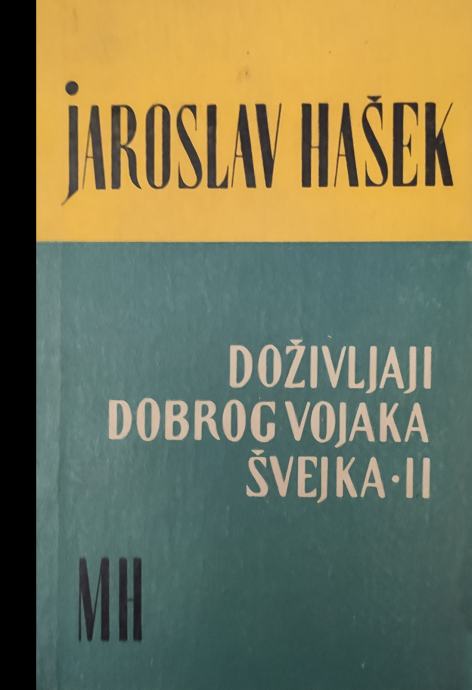 JAROSLAV HAŠEK
DOŽIVLJAJI
DOBROG VOJAKA
ŠVEJKA·II
MH